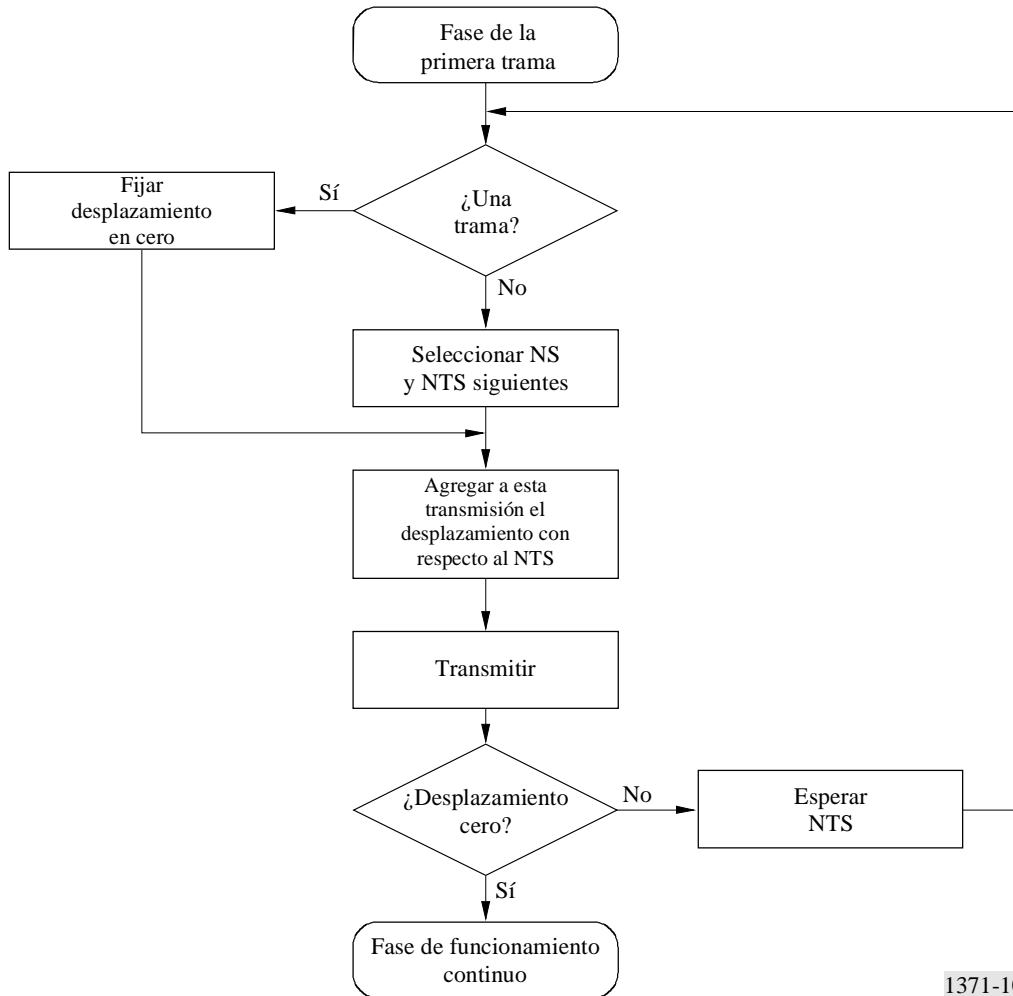 Fase de la
primera trama
¿Una
trama?
Sí
Fijar
desplazamiento
en cero
No
Seleccionar NS
y NTS siguientes
Agregar a esta
transmisión el
desplazamiento con
respecto al NTS
Transmitir
¿Desplazamiento
cero?
No
Esperar
NTS
Sí
Fase de funcionamiento
continuo